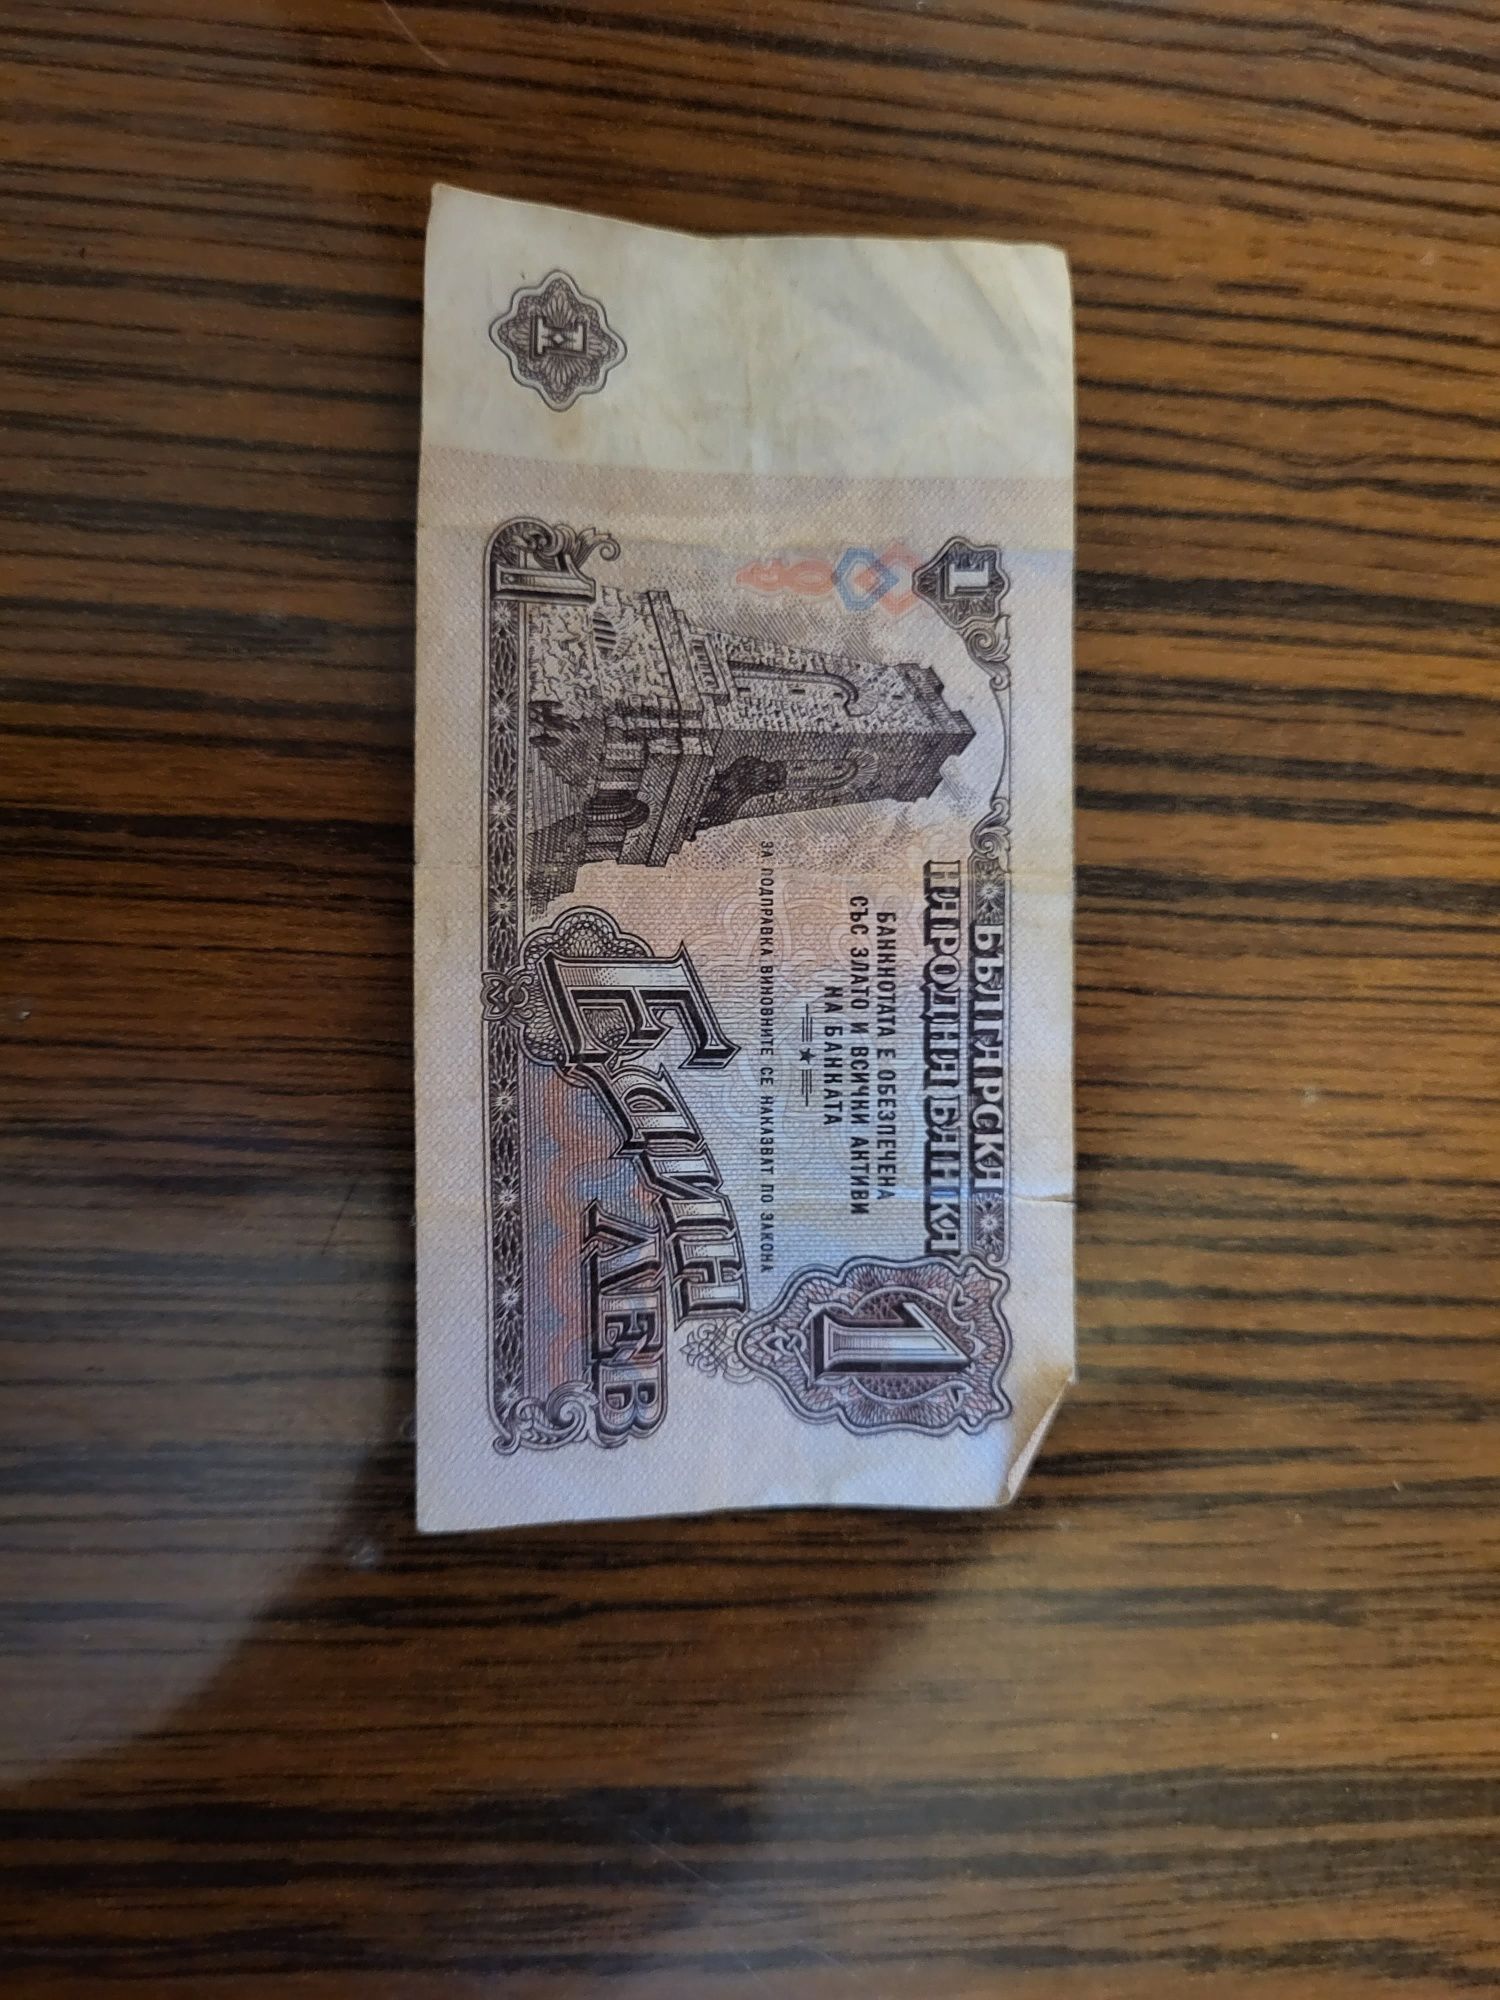 I
1
1
БЪЛГАРСКА
НАРОДНА БАНКА
БАНКНОТАТА Е ОБЕЗПЕЧЕНА
СЪС ЗЛАТО И ВСИЧКИ АКТИВИ
НА БАНКАТА
ЗА ПОДПРАВКА ВИНОВНИТЕ СЕ НАКАЗВАТ ПО ЗАКОНА
Един
ЛЕВ
1